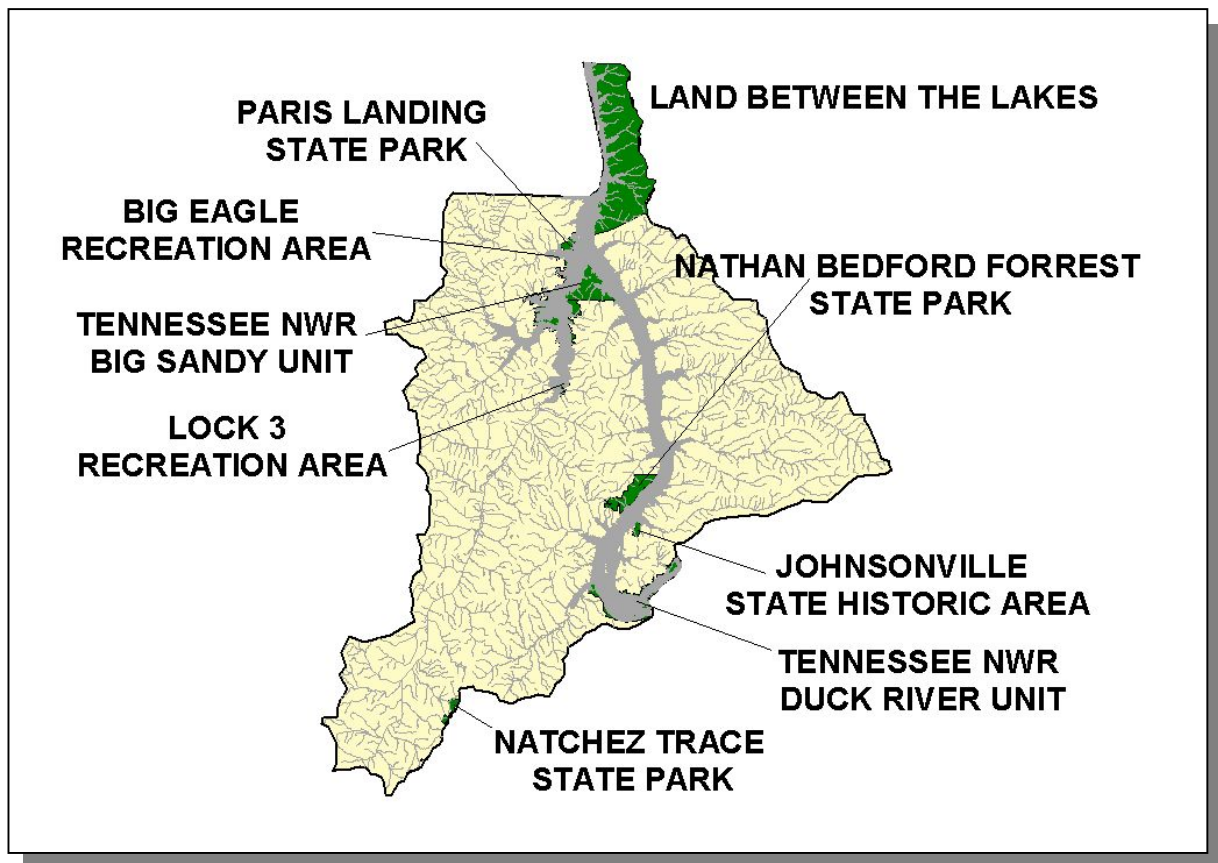 LAND BETWEEN THE LAKES
PARIS LANDING
STATE PARK
BIG EAGLE
RECREATION AREA
NATHAN BEDFORD FORREST
STATE PARK
TENNESSEE NWR
BIG SANDY UNIT
LOCK 3
RECREATION AREA
JOHNSONVILLE
STATE HISTORIC AREA
TENNESSEE NWR
DUCK RIVER UNIT
NATCHEZ TRACE
STATE PARK